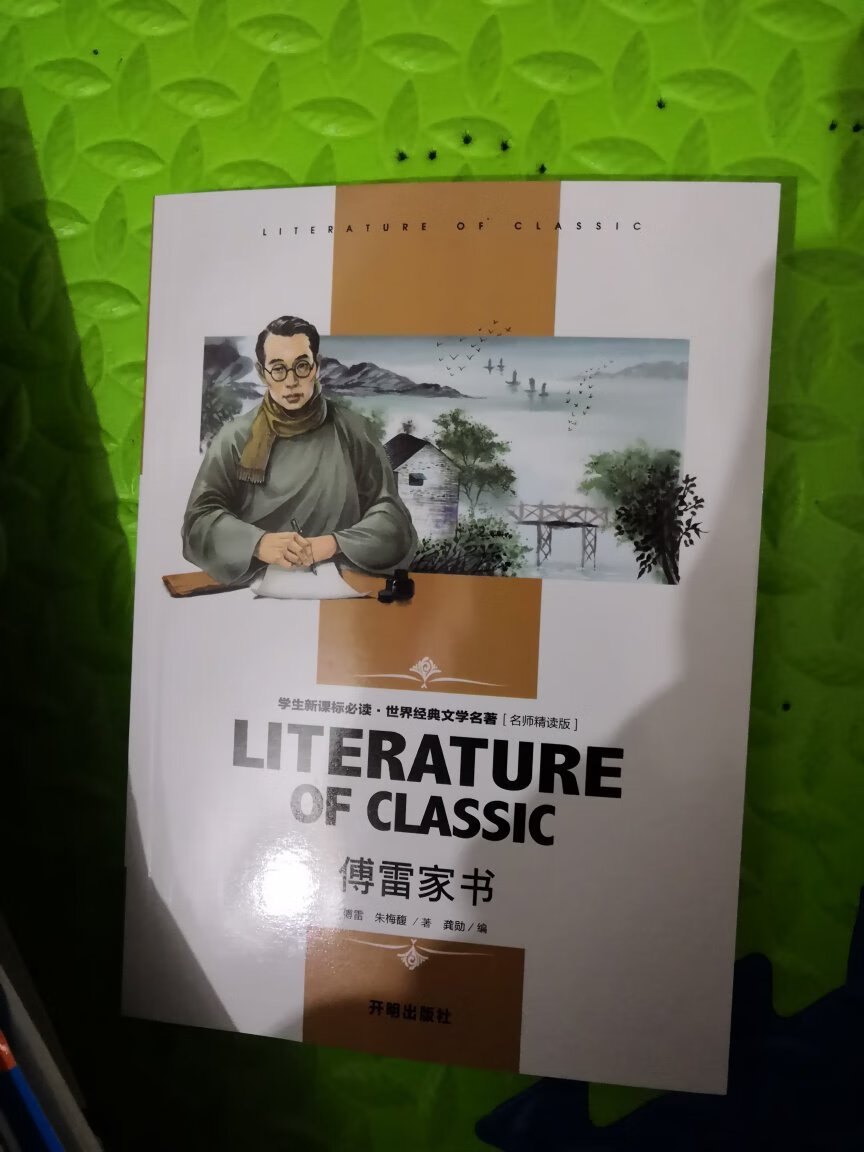 LITERATURE OF CLASSIC
学生新课标必读·世界经典文学名著[名师精读版]
LITERATURE
OF CLASSIC
傅雷家书
傅雷 朱梅馥/著 龚勋/编
开明出版社